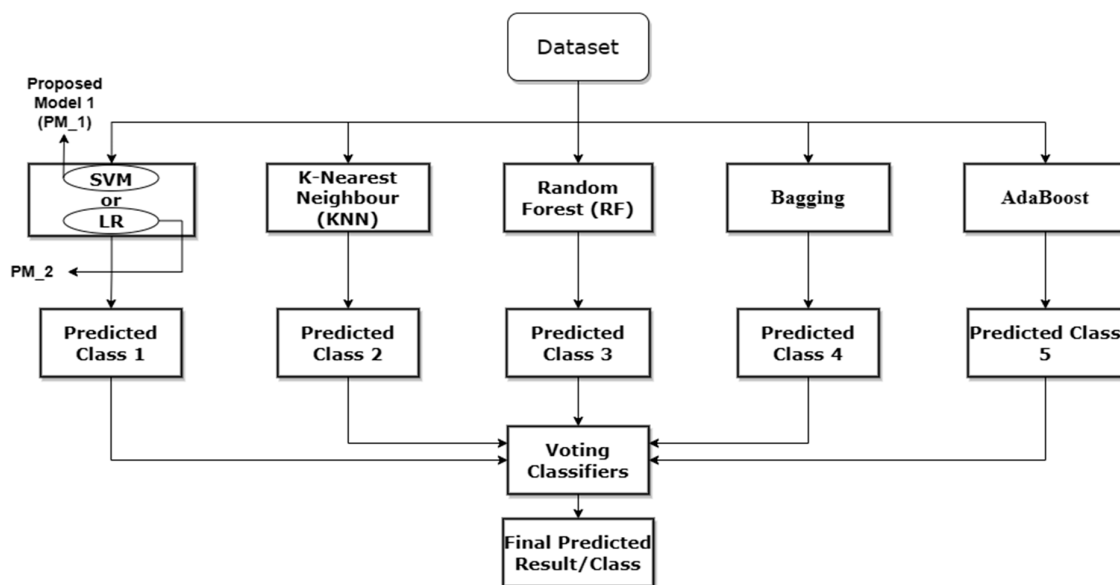 Dataset
Proposed
Model 1
(PM_1)
SVM
or
LR
PM_2
K-Nearest
Neighbour
(KNN)
Random
Forest (RF)
Bagging
AdaBoost
Predicted
Class 1
Predicted
Class 2
Predicted
Class 3
Predicted
Class 4
Predicted Class
5
Voting
Classifiers
Final Predicted
Result/Class